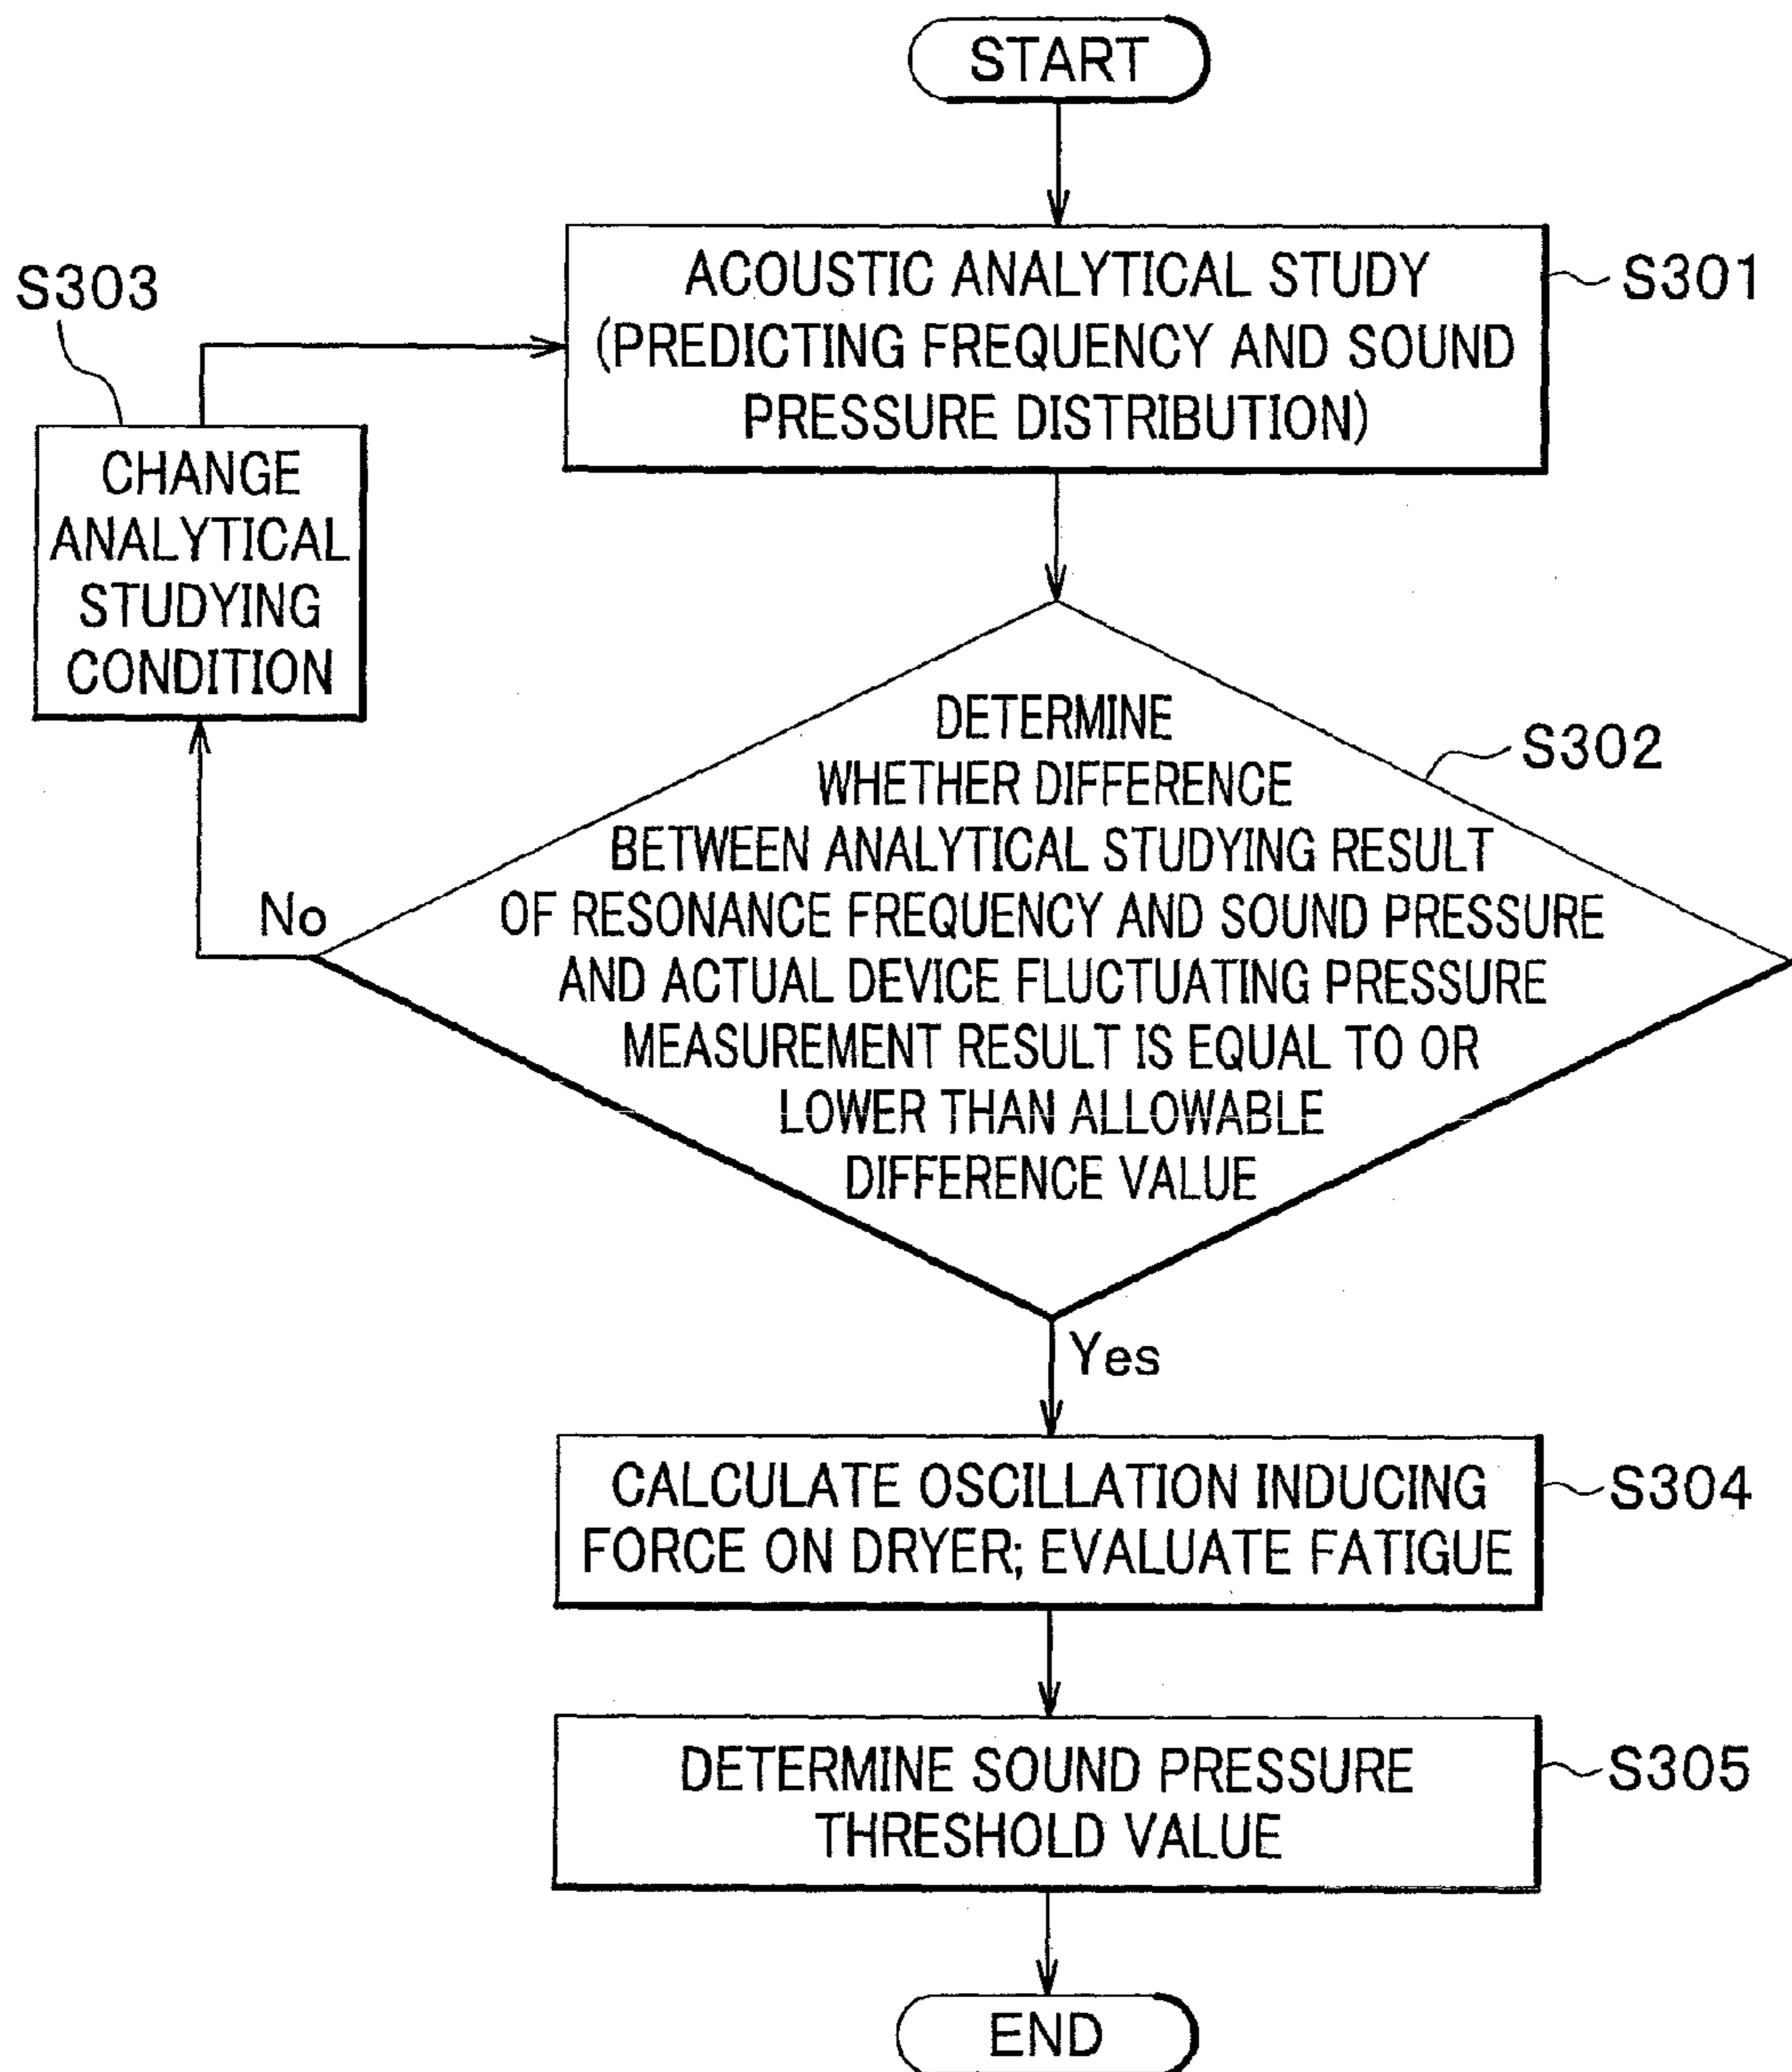 START
ACOUSTIC ANALYTICAL STUDY
(PREDICTING FREQUENCY AND SOUND
PRESSURE DISTRIBUTION)
S301
S303
CHANGE
ANALYTICAL
STUDYING
CONDITION
DETERMINE
WHETHER DIFFERENCE
BETWEEN ANALYTICAL STUDYING RESULT
OF RESONANCE FREQUENCY AND SOUND PRESSURE
AND ACTUAL DEVICE FLUCTUATING PRESSURE
MEASUREMENT RESULT IS EQUAL TO OR
LOWER THAN ALLOWABLE
DIFFERENCE VALUE
S302
No
Yes
CALCULATE OSCILLATION INDUCING
FORCE ON DRYER; EVALUATE FATIGUE
S304
DETERMINE SOUND PRESSURE
THRESHOLD VALUE
S305
END